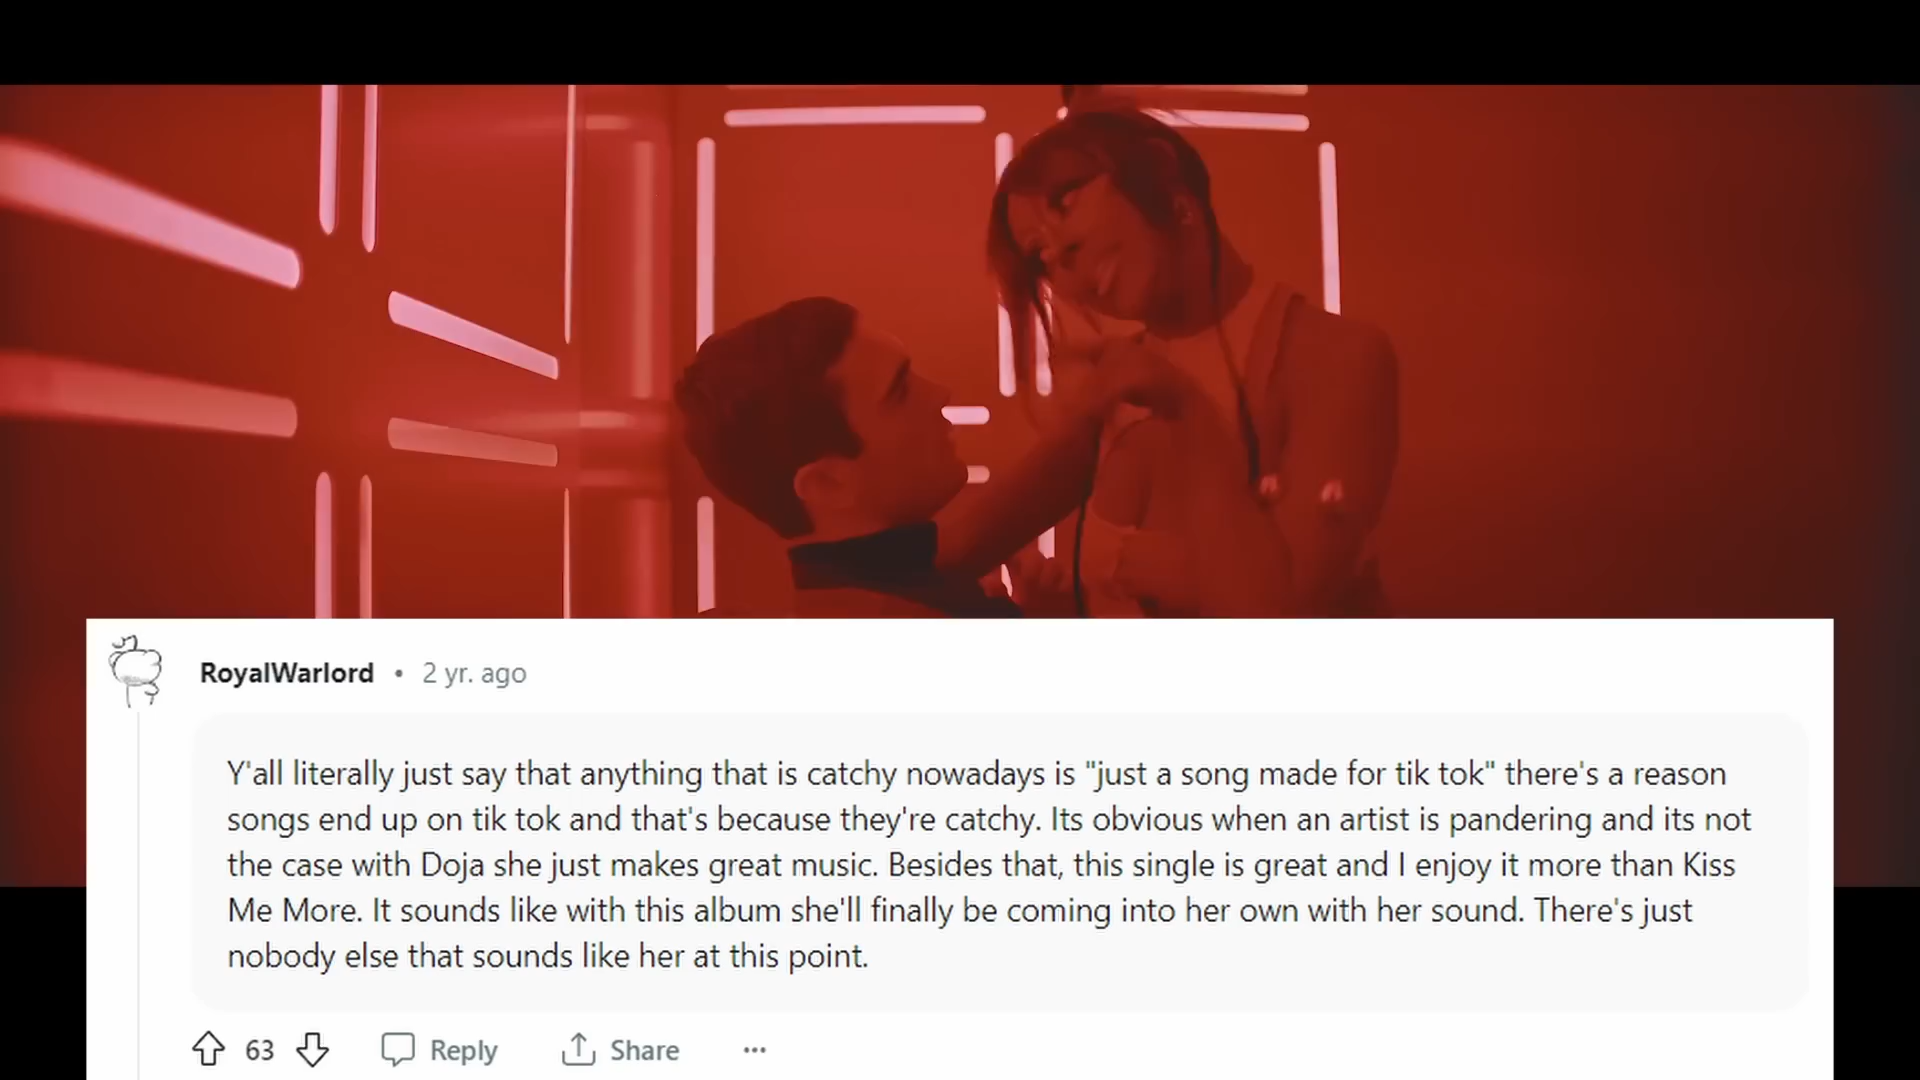 RoyalWarlord • 2 yr. ago
Y'all literally just say that anything that is catchy nowadays is "just a song made for tik tok" there's a reason
songs end up on tik tok and that's because they're catchy. Its obvious when an artist is pandering and its not
the case with Doja she just makes great music. Besides that, this single is great and I enjoy it more than Kiss
Me More. It sounds like with this album she'll finally be coming into her own with her sound. There's just
nobody else that sounds like her at this point.
63 Reply Share ...